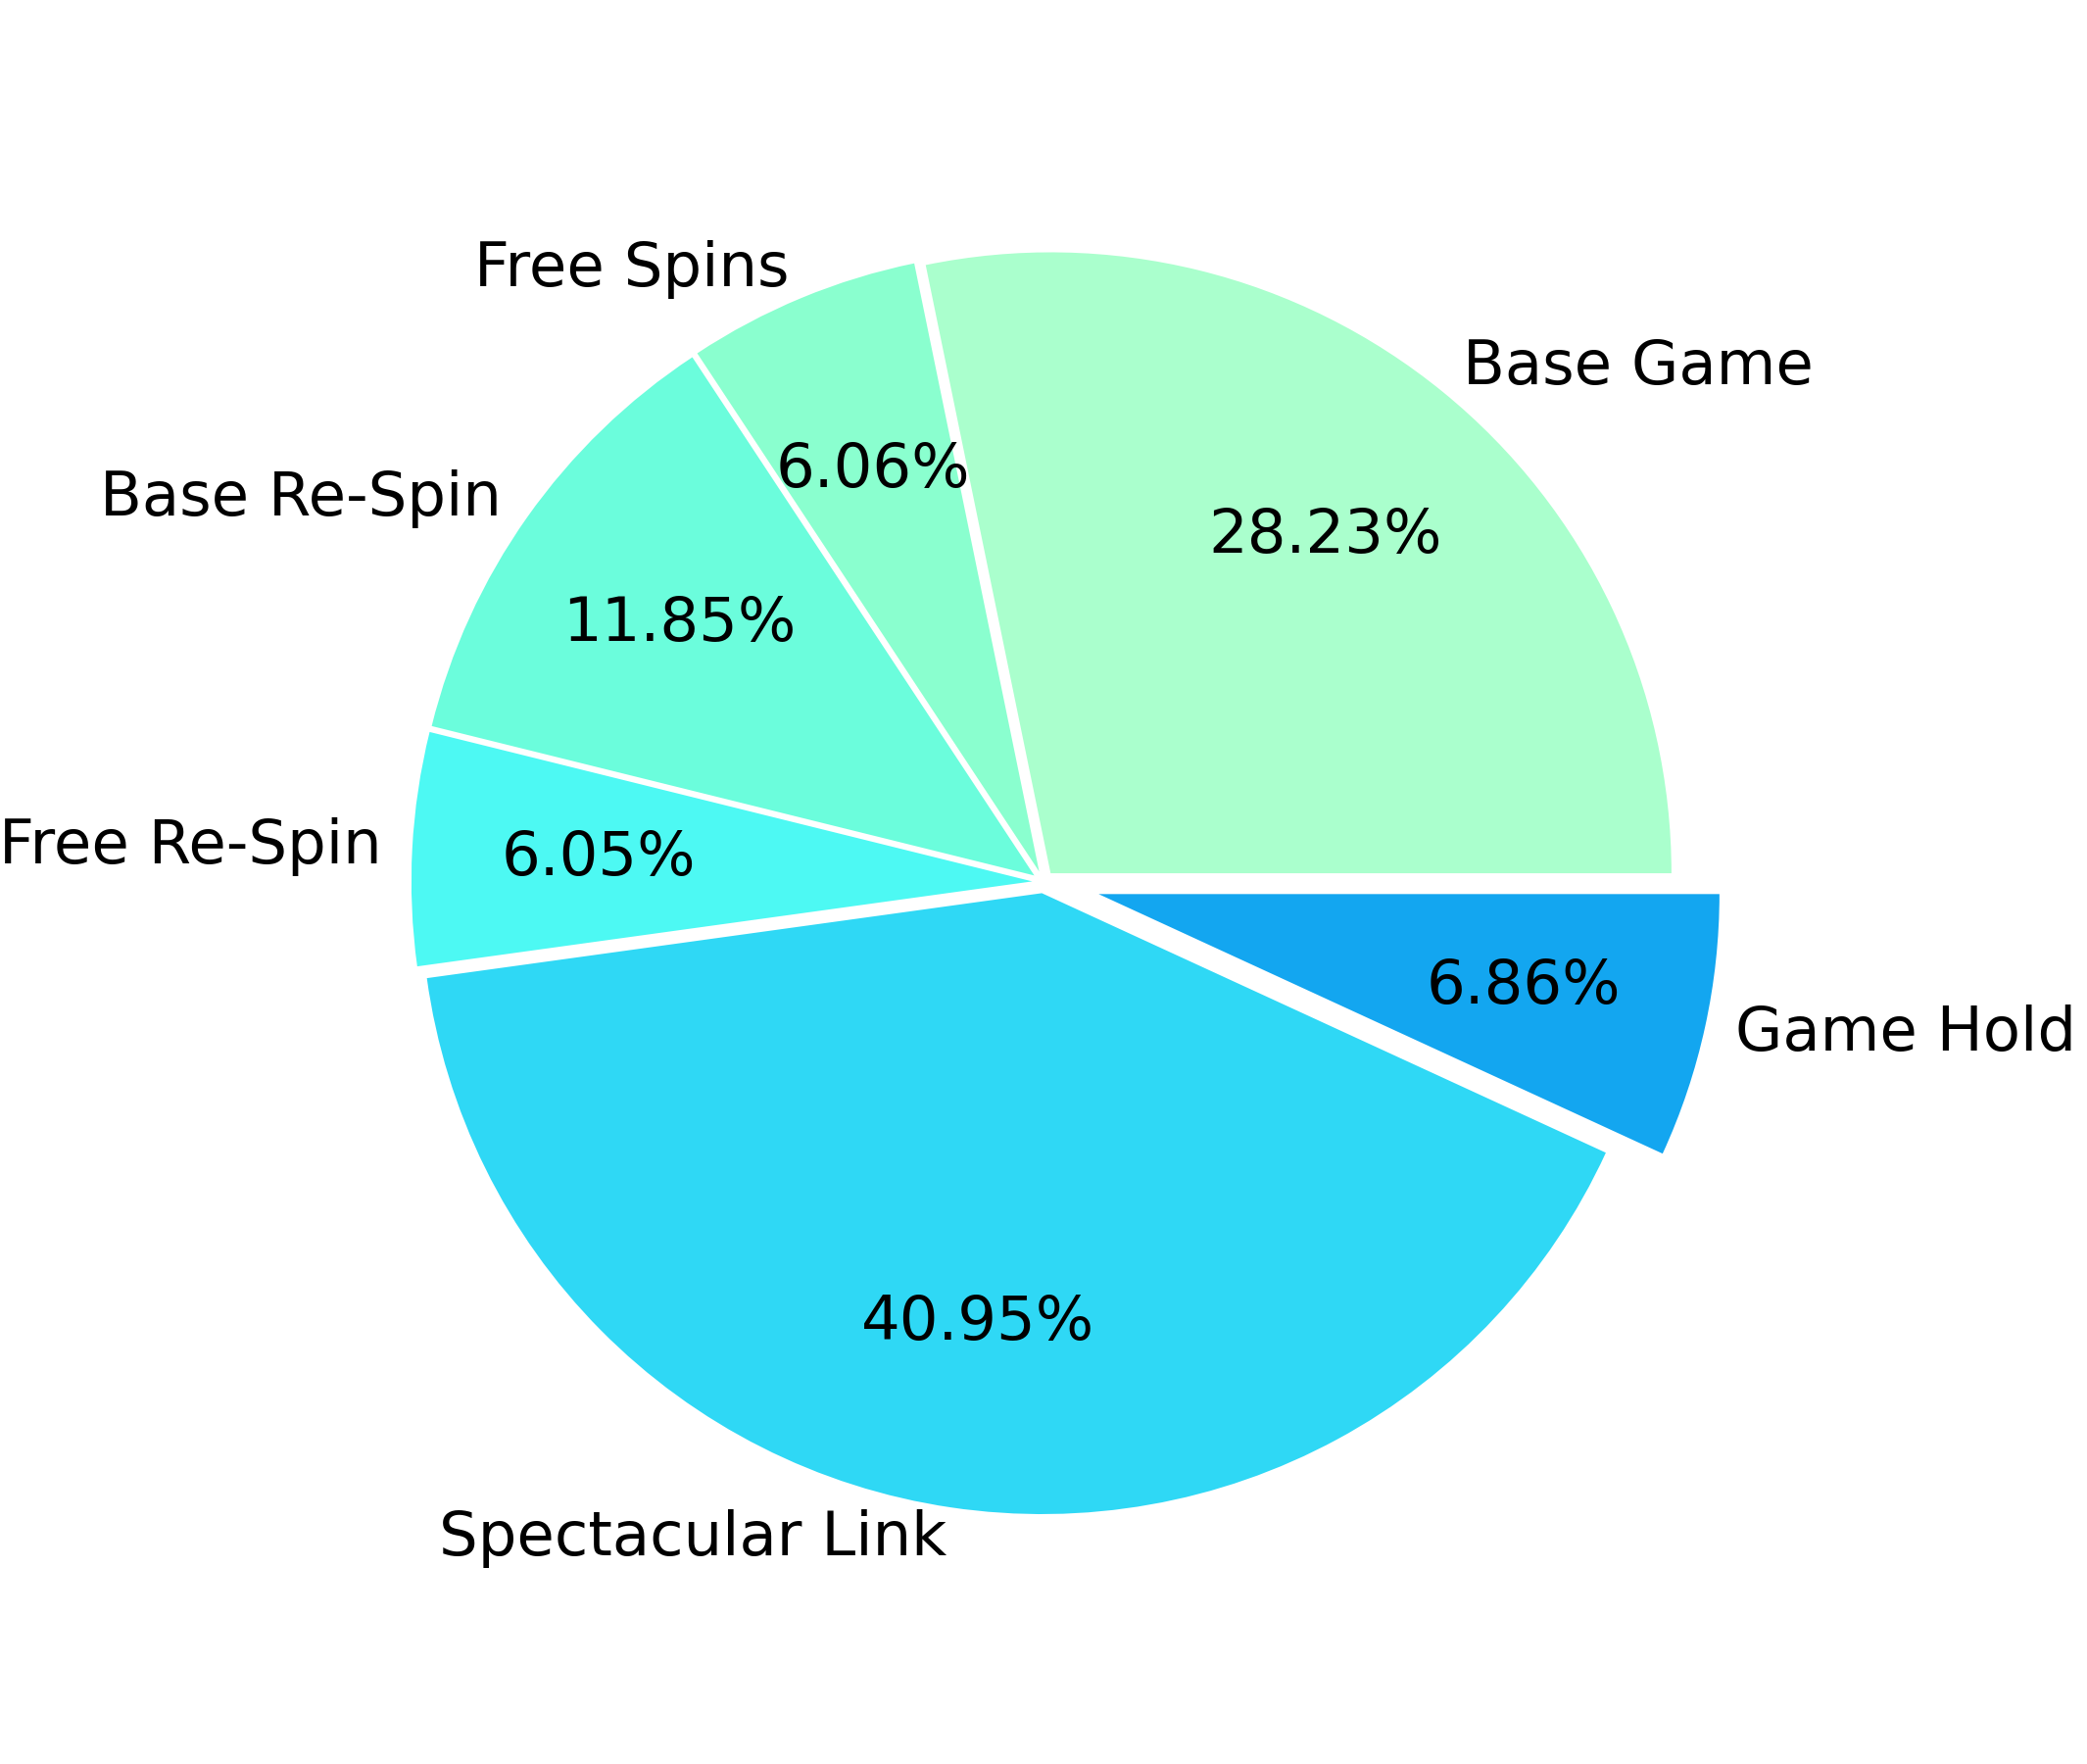 Free Spins
Base Game
6.06%
Base Re-Spin
28.23%
11.85%
Free Re-Spin
6.05%
6.86%
Game Hold
40.95%
Spectacular Link